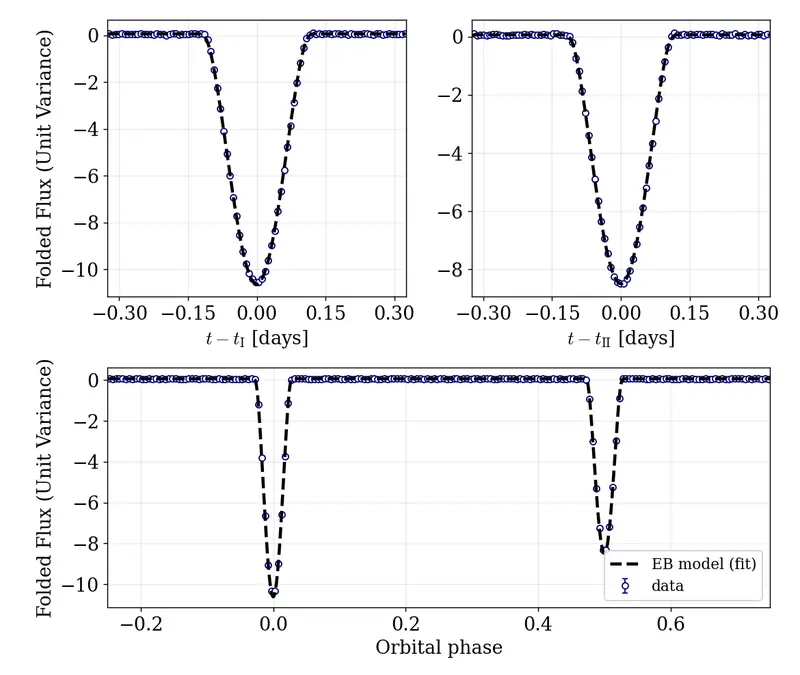 Folded Flux (Unit Variance)
0
−2
−4
−6
−8
−10
−0.30 −0.15 0.00 0.15 0.30
t − tI [days]
0
−2
−4
−6
−8
−0.30 −0.15 0.00 0.15 0.30
t − tII [days]
Folded Flux (Unit Variance)
0
−2
−4
−6
−8
−10
EB model (fit)
data
−0.2 0.0 0.2 0.4 0.6
Orbital phase